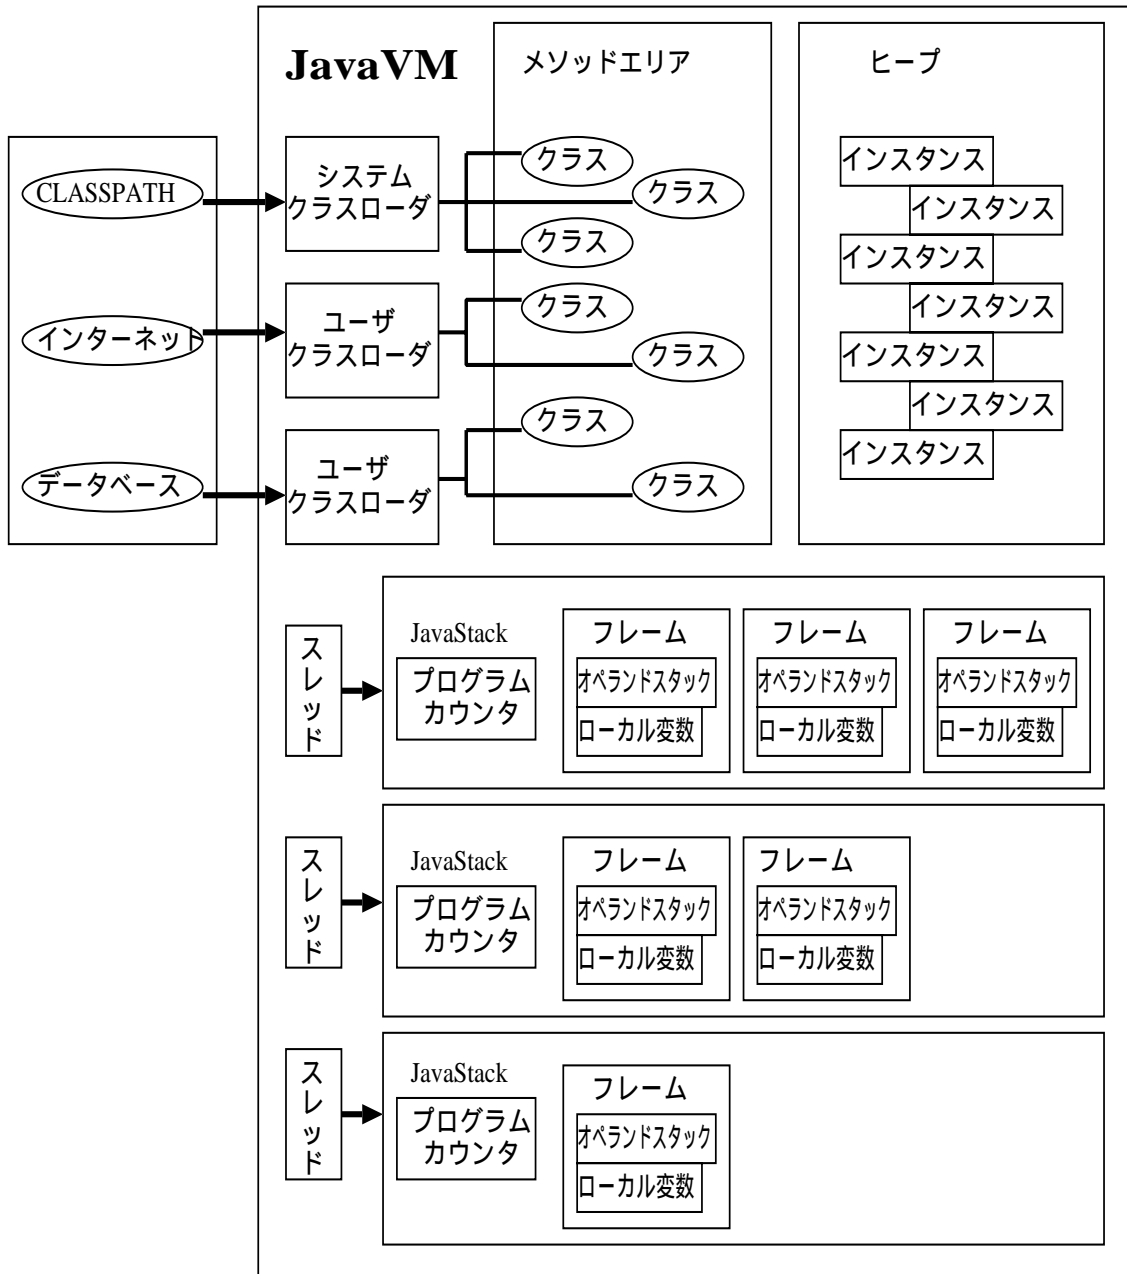 JavaVM
メソッドエリア
ヒープ
CLASSPATH
インターネット
データベース
システム
クラスローダ
ユーザ
クラスローダ
ユーザ
クラスローダ
クラス
クラス
クラス
クラス
クラス
クラス
クラス
インスタンス
インスタンス
インスタンス
インスタンス
インスタンス
インスタンス
インスタンス
スレッド
JavaStack
プログラム
カウンタ
フレーム
オペランドスタック
ローカル変数
フレーム
オペランドスタック
ローカル変数
フレーム
オペランドスタック
ローカル変数
スレッド
JavaStack
プログラム
カウンタ
フレーム
オペランドスタック
ローカル変数
フレーム
オペランドスタック
ローカル変数
スレッド
JavaStack
プログラム
カウンタ
フレーム
オペランドスタック
ローカル変数